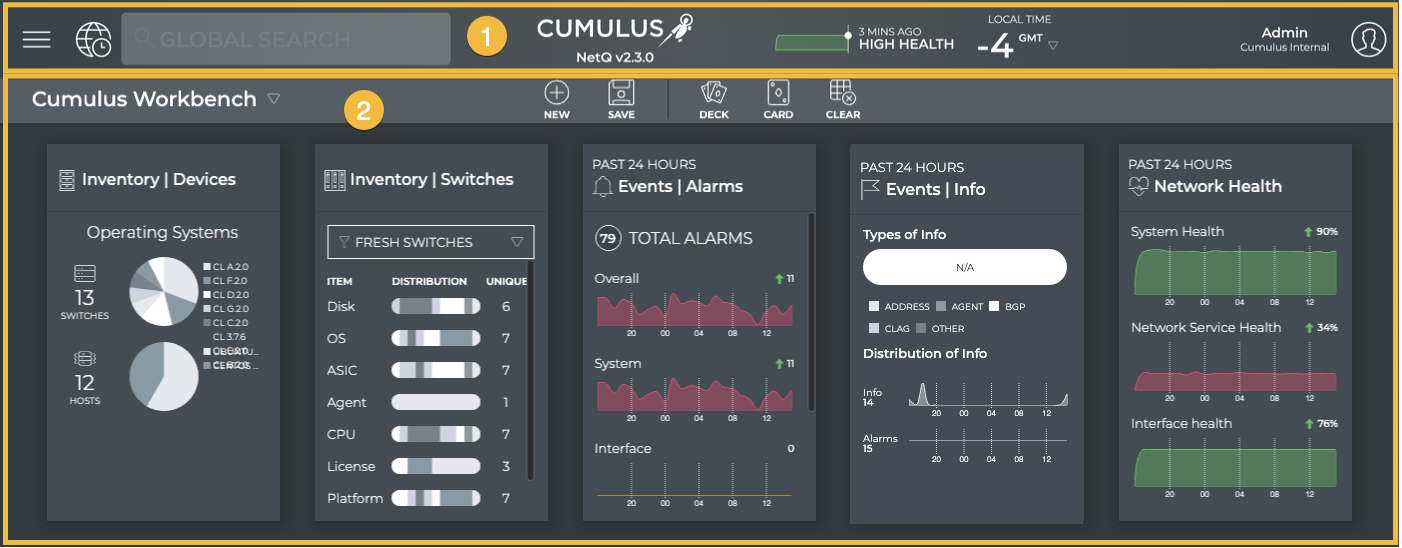 GLOBAL SEARCH
1
CUMULUS
NetQ v2.3.0
3 MINS AGO
HIGH HEALTH
LOCAL TIME
-4 GMT
Admin
Cumulus Internal
Cumulus Workbench
2
NEW
SAVE
DECK
CARD
CLEAR
Inventory | Devices
Operating Systems
13
SWITCHES
CL A.2.0
CL F.2.0
CL D.2.0
CL G.2.0
CL C.2.0
CL 3.7.6
12
HOSTS
Inventory | Switches
FRESH SWITCHES
ITEM DISTRIBUTION UNIQUE
Disk 6
OS 7
ASIC 7
Agent 1
CPU 7
License 3
Platform 7
PAST 24 HOURS
Events | Alarms
79 TOTAL ALARMS
Overall 11
20 00 04 08 12
System 11
20 00 04 08 12
Interface 0
20 00 04 08 12
PAST 24 HOURS
Events | Info
Types of Info
N/A
ADDRESS AGENT BGP
CLAG OTHER
Distribution of Info
Info
14
20 00 04 08 12
Alarms
15
20 00 04 08 12
PAST 24 HOURS
Network Health
System Health 90%
20 00 04 08 12
Network Service Health 34%
20 00 04 08 12
Interface health 76%
20 00 04 08 12